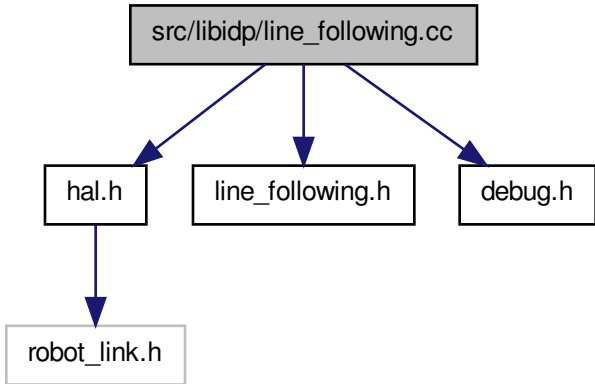 src/libidp/line_following.cc
hal.h
line_following.h
debug.h
robot_link.h